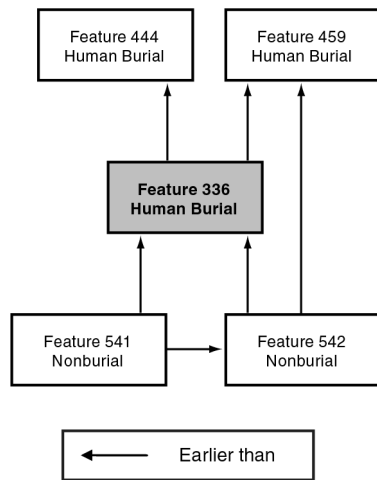 Feature 444
Human Burial
Feature 459
Human Burial
Feature 336
Human Burial
Feature 541
Nonburial
Feature 542
Nonburial
Earlier than